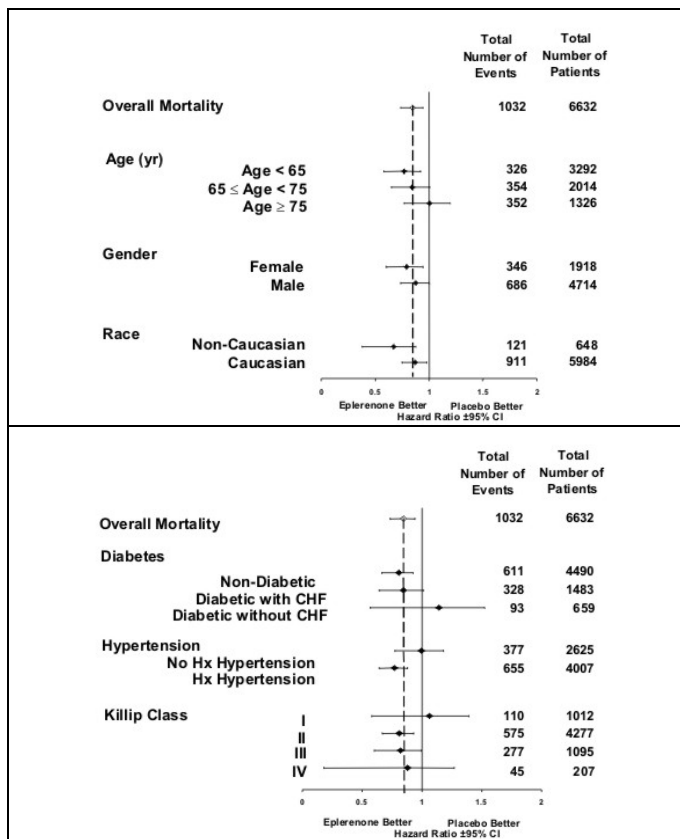 Total Total
Number of Number of
Events Patients
Overall Mortality 1032 6632
Age (yr)
Age < 65 326 3292
65 ≤ Age < 75 354 2014
Age ≥ 75 352 1326
Gender
Female 346 1918
Male 686 4714
Race
Non-Caucasian 121 648
Caucasian 911 5984
0 0.5 1 1.5 2
Eplerenone Better Placebo Better
Hazard Ratio ±95% CI
Total Total
Number of Number of
Events Patients
Overall Mortality 1032 6632
Diabetes
611 4490
Non-Diabetic
328 1483
Diabetic with CHF
93 659
Diabetic without CHF
Hypertension 377 2625
No Hx Hypertension
655 4007
Hx Hypertension
Killip Class
I 110 1012
II 575 4277
III 277 1095
IV 45 207
0 0.5 1 1.5 2
Eplerenone Better Placebo Better
Hazard Ratio ±95% CI